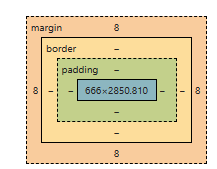 margin 8
border –
padding –
8 – – 666×2850.810 – – 8
–
–
8